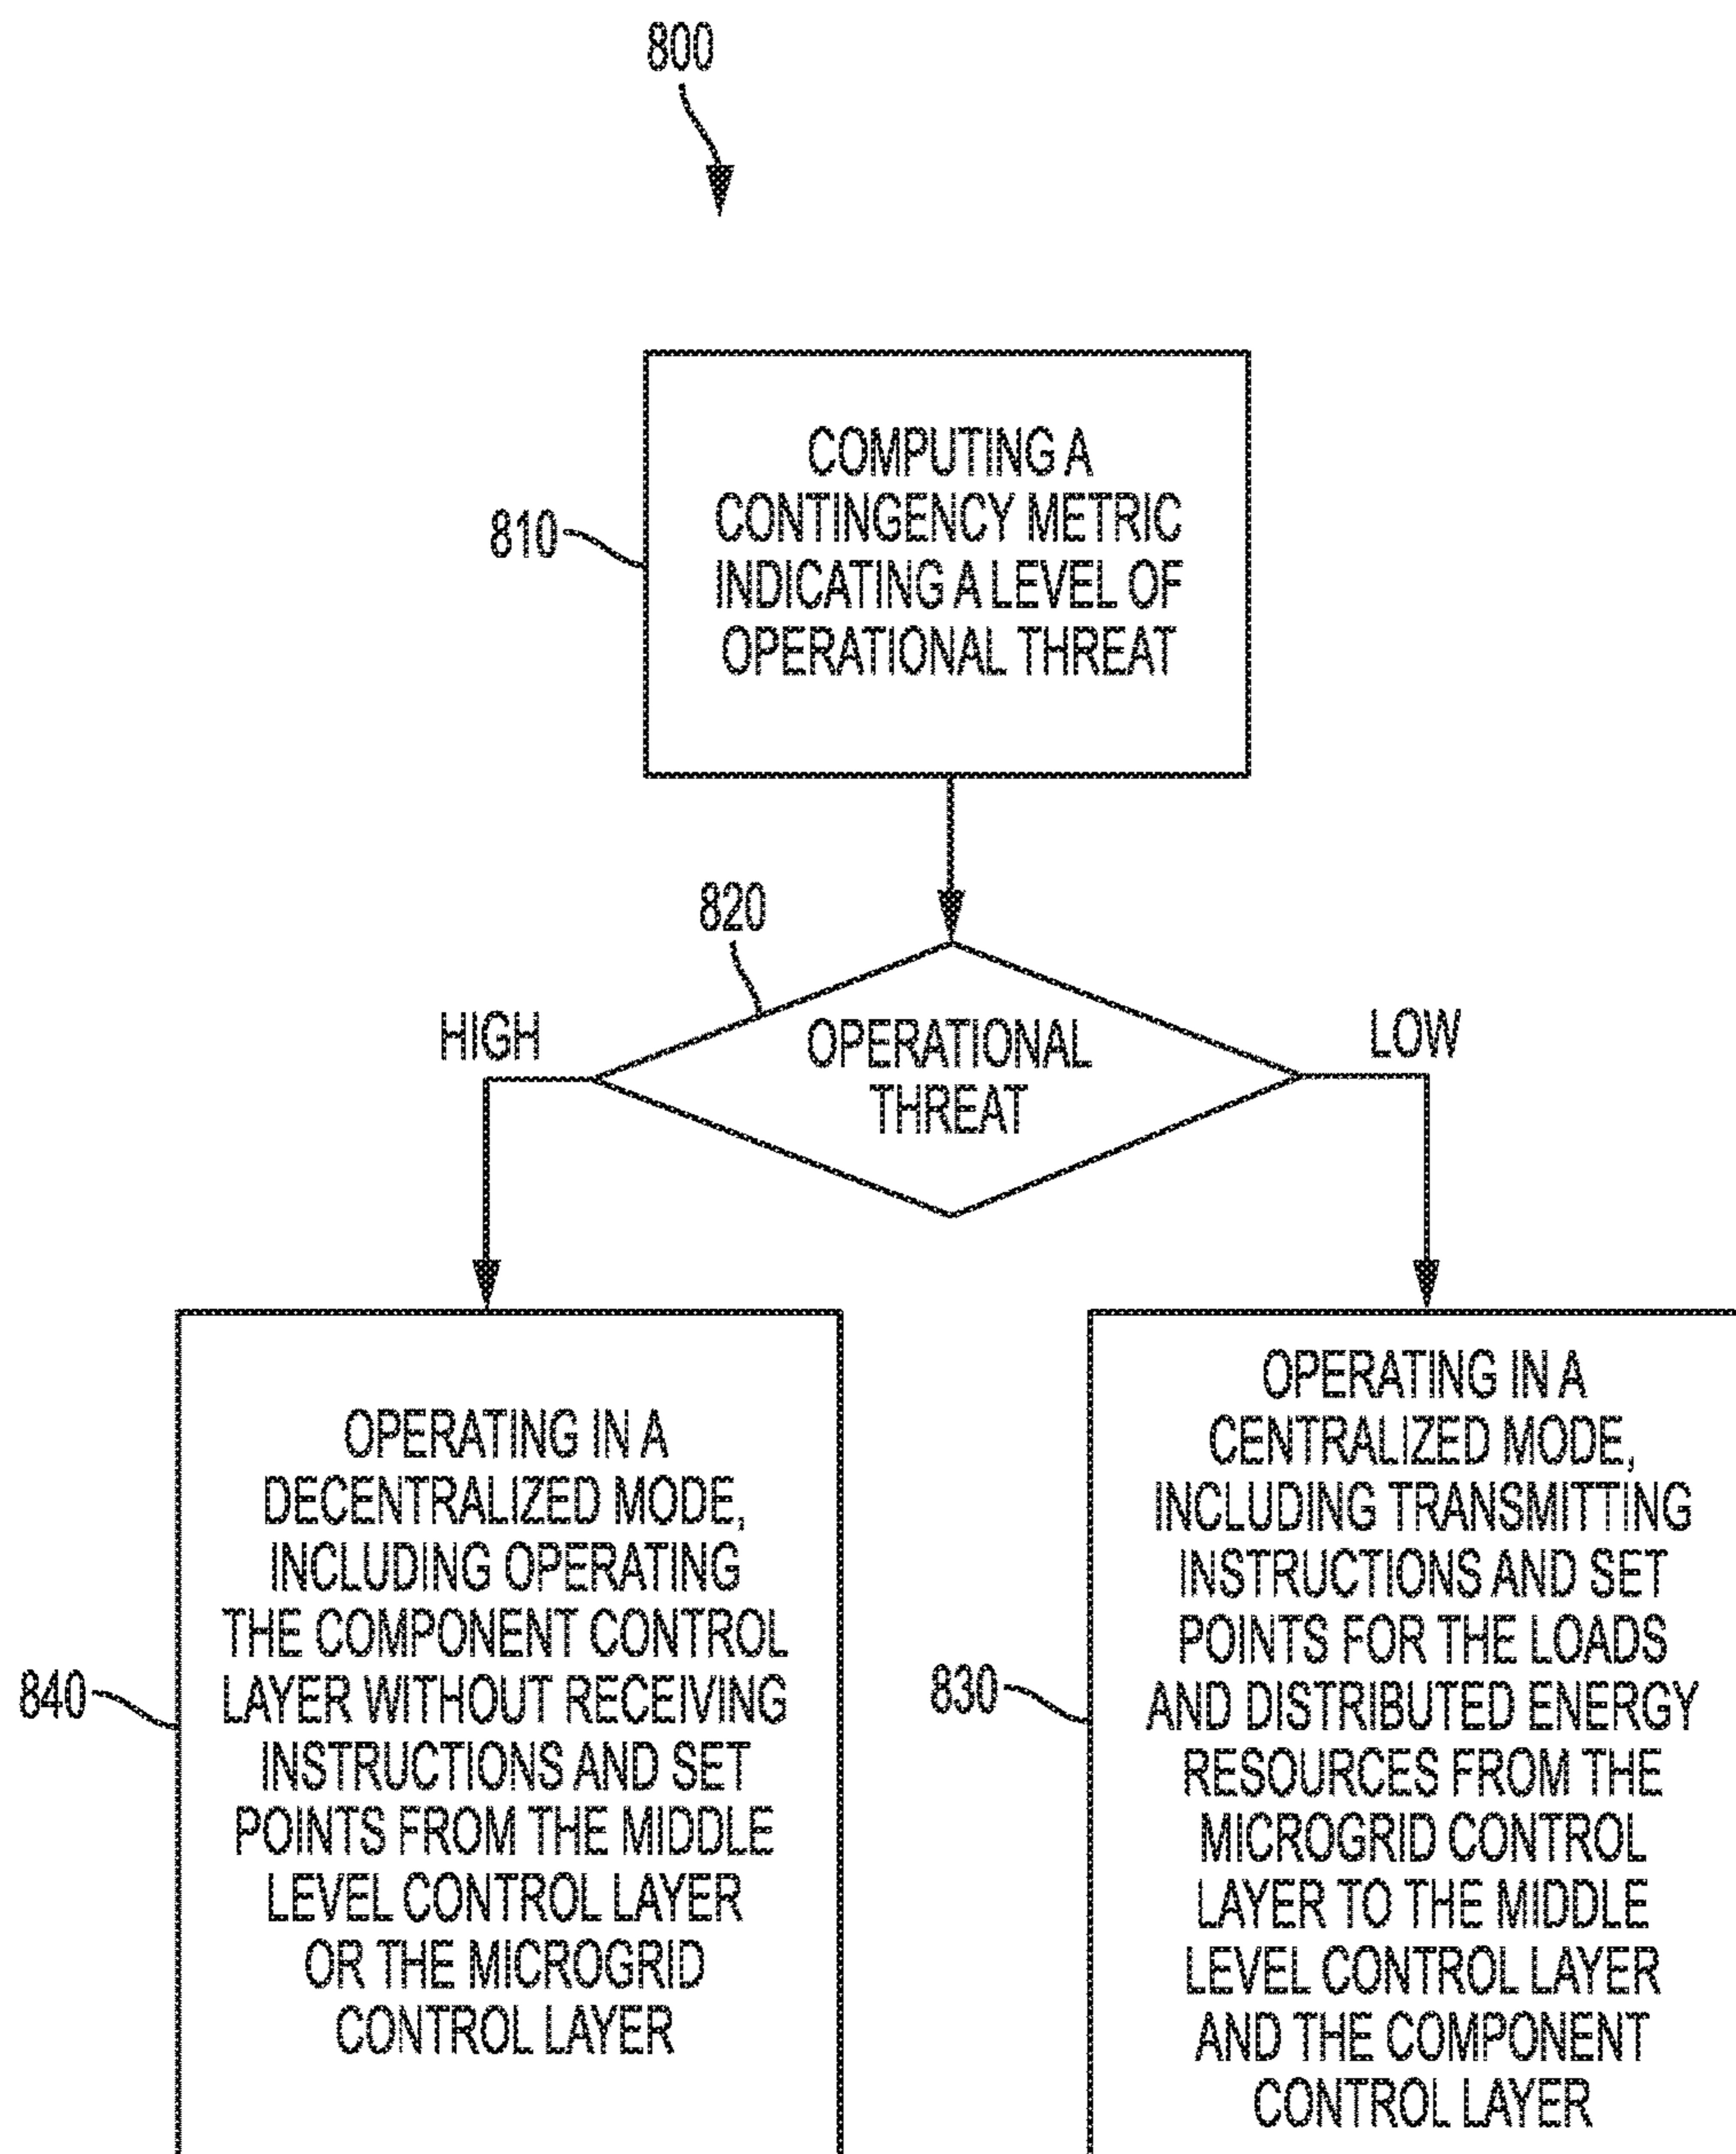 800
COMPUTING A
CONTINGENCY METRIC
INDICATING A LEVEL OF
OPERATIONAL THREAT
810
820
HIGH
OPERATIONAL
THREAT
LOW
OPERATING IN A
DECENTRALIZED MODE,
INCLUDING OPERATING
THE COMPONENT CONTROL
LAYER WITHOUT RECEIVING
INSTRUCTIONS AND SET
POINTS FROM THE MIDDLE
LEVEL CONTROL LAYER
OR THE MICROGRID
CONTROL LAYER
840
OPERATING IN A
CENTRALIZED MODE,
INCLUDING TRANSMITTING
INSTRUCTIONS AND SET
POINTS FOR THE LOADS
AND DISTRIBUTED ENERGY
RESOURCES FROM THE
MICROGRID CONTROL
LAYER TO THE MIDDLE
LEVEL CONTROL LAYER
AND THE COMPONENT
CONTROL LAYER
830